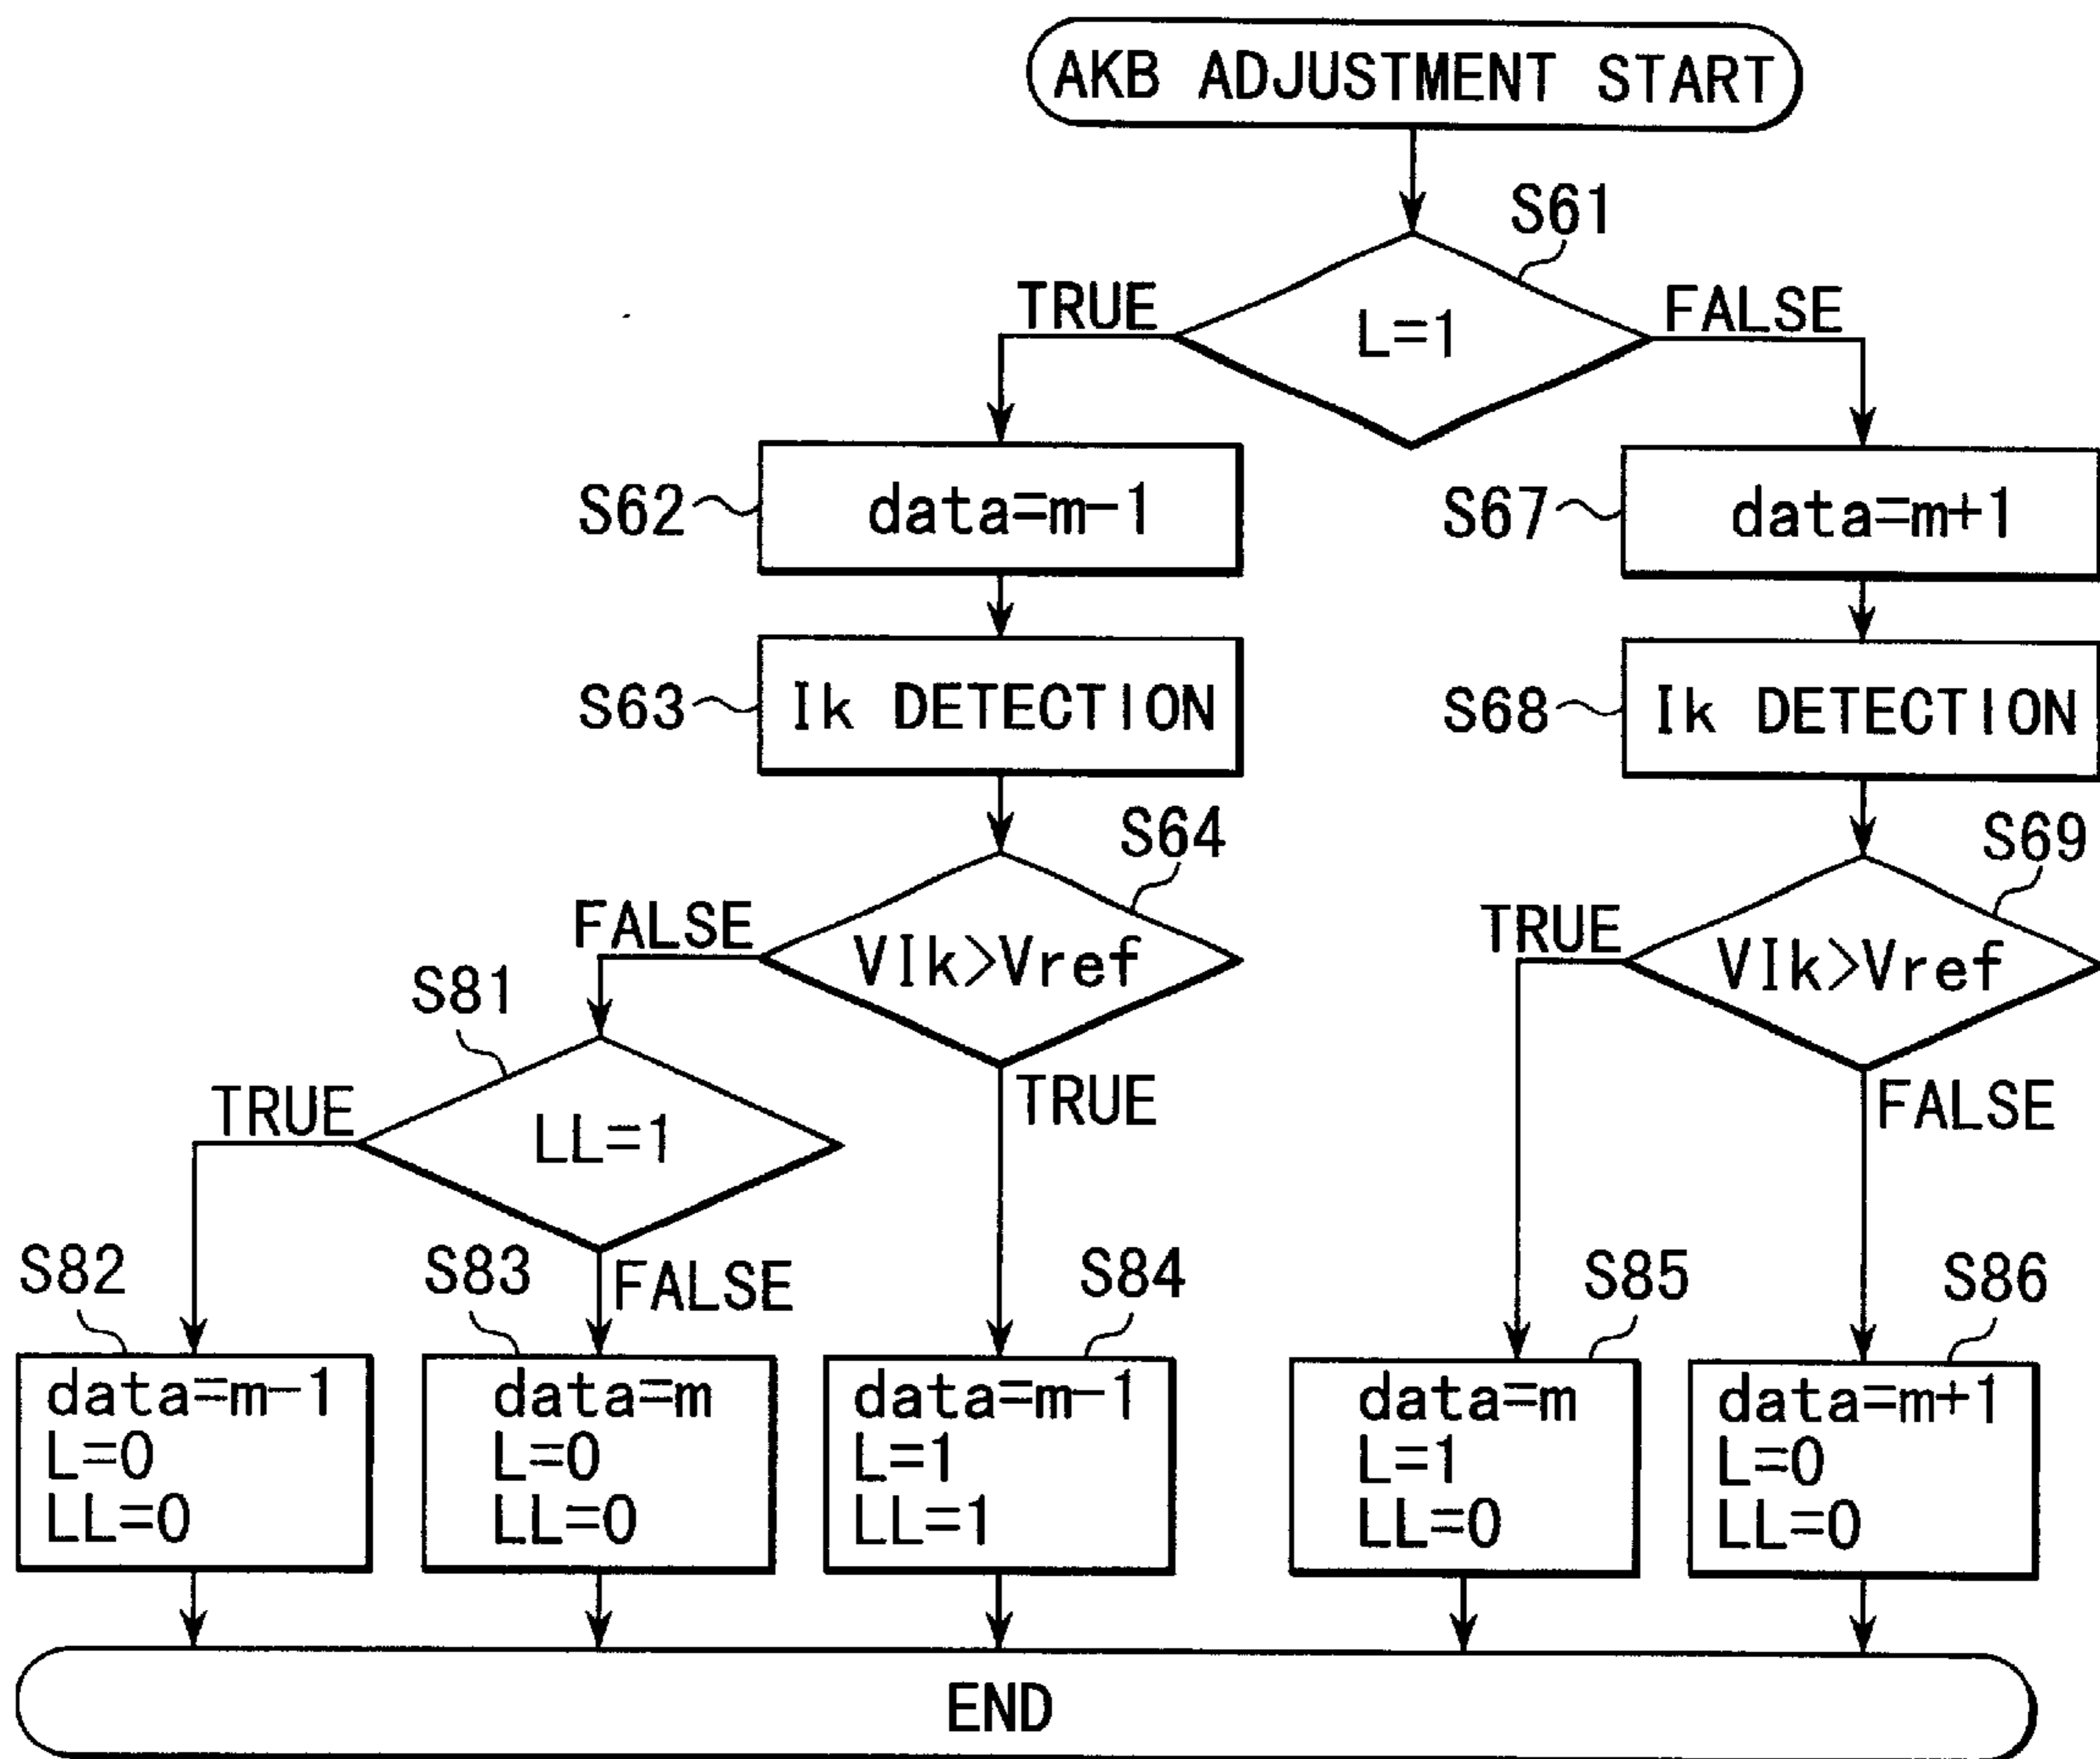 AKB ADJUSTMENT START
S61
TRUE
L=1
FALSE
S62
data=m-1
S67
data=m+1
S63
Ik DETECTION
S68
Ik DETECTION
S64
S69
FALSE
VIk>Vref
TRUE
VIk>Vref
S81
TRUE
LL=1
TRUE
FALSE
S82
S83
FALSE
S84
S85
S86
data=m-1
L=0
LL=0
data=m
L=0
LL=0
data=m-1
L=1
LL=1
data=m
L=1
LL=0
data=m+1
L=0
LL=0
END